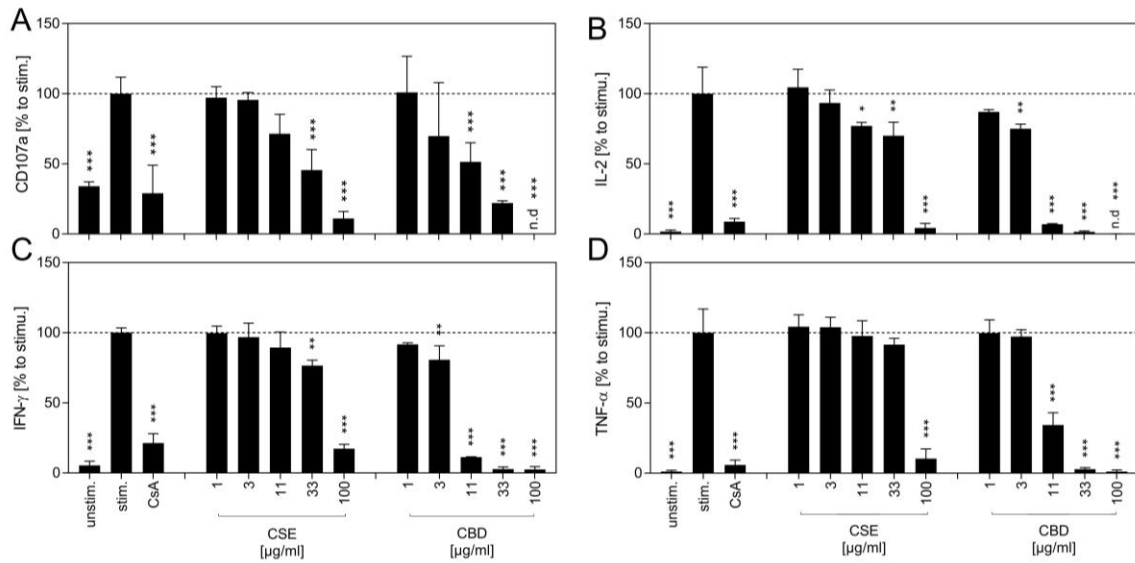 A
CD107a [% to stim.]
150
100
50
0
***
***
***
***
***
***
***
n.d
B
IL-2 [% to stimu.]
150
100
50
0
***
***
*
**
***
**
***
***
***
n.d
C
IFN-γ [% to stimu.]
150
100
50
0
***
***
**
***
**
***
***
***
unstim.
stim.
CsA
1
3
11
33
100
1
3
11
33
100
CSE
[µg/ml]
CBD
[µg/ml]
D
TNF-α [% to stimu.]
150
100
50
0
***
***
***
***
***
***
unstim.
stim.
CsA
1
3
11
33
100
1
3
11
33
100
CSE
[µg/ml]
CBD
[µg/ml]